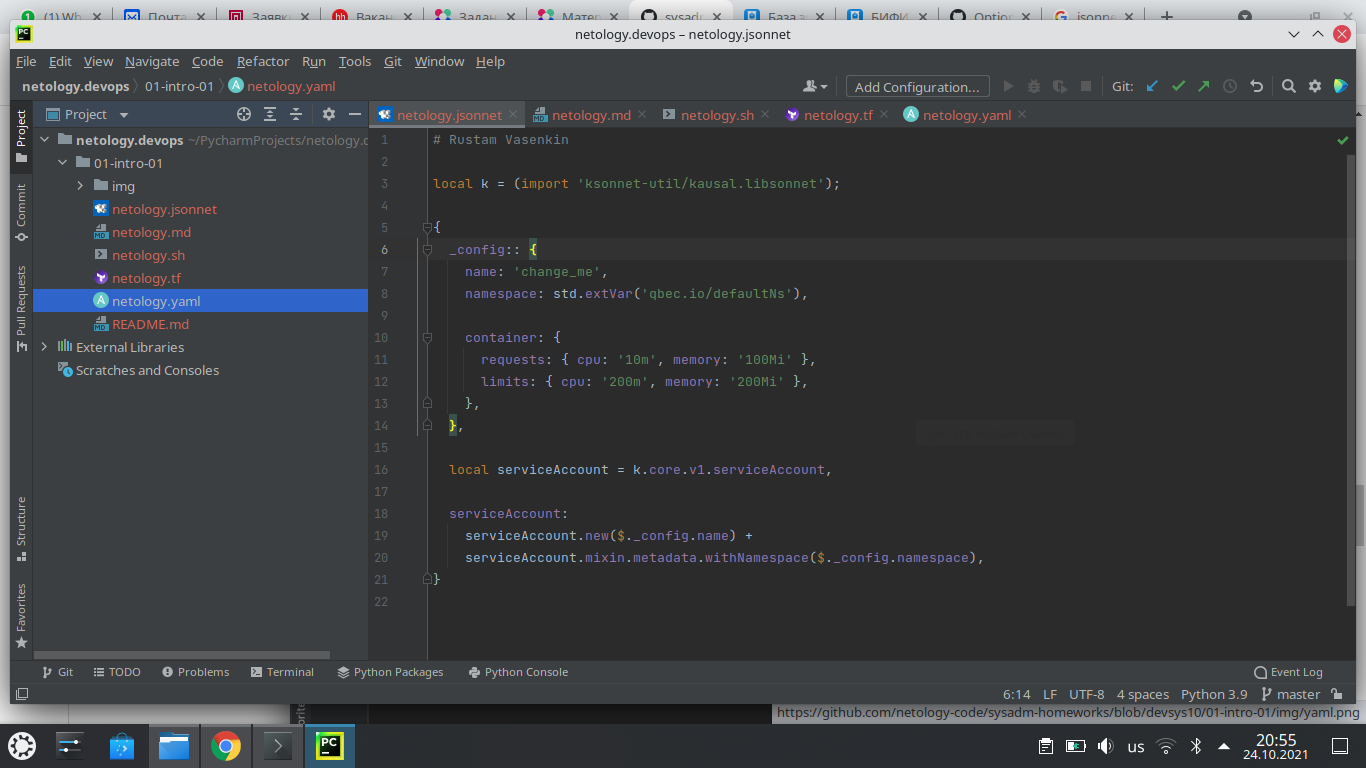 (1) Wh
Почта
Заявк
Вакан
Задан
Матер
sysadr
База з
БИФИ
Option
jsonne
netology.devops – netology.jsonnet
File Edit View Navigate Code Refactor Run Tools Git Window Help
netology.devops 01-intro-01 netology.yaml
Add Configuration...
Git:
Project
netology.jsonnet
netology.md
netology.sh
netology.tf
netology.yaml
Project
Commit
Pull Requests
Structure
Favorites
netology.devops ~/PycharmProjects/netology.d
01-intro-01
img
netology.jsonnet
netology.md
netology.sh
netology.tf
netology.yaml
README.md
External Libraries
Scratches and Consoles
1 # Rustam Vasenkin
2
3 local k = (import 'ksonnet-util/kausal.libsonnet');
4
5 {
6 _config:: {
7 name: 'change_me',
8 namespace: std.extVar('qbec.io/defaultNs'),
9
10 container: {
11 requests: { cpu: '10m', memory: '100Mi' },
12 limits: { cpu: '200m', memory: '200Mi' },
13 },
14 },
15
16 local serviceAccount = k.core.v1.serviceAccount,
17
18 serviceAccount:
19 serviceAccount.new($._config.name) +
20 serviceAccount.mixin.metadata.withNamespace($._config.namespace),
21 }
22
Git TODO Problems Terminal Python Packages Python Console Event Log
6:14 LF UTF-8 4 spaces Python 3.9 master
https://github.com/netology-code/sysadm-homeworks/blob/devsys10/01-intro-01/img/yaml.png
us
20:55
24.10.2021